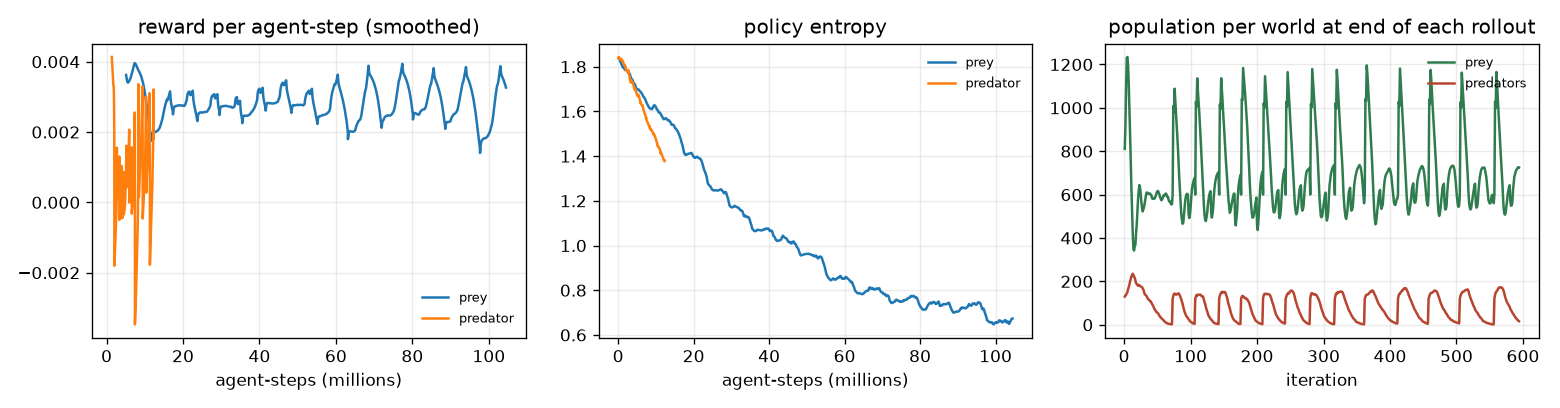 reward per agent-step (smoothed)
0.004
0.002
0.000
−0.002
prey
predator
0 20 40 60 80 100
agent-steps (millions)
policy entropy
1.8
1.6
1.4
1.2
1.0
0.8
0.6
prey
predator
0 20 40 60 80 100
agent-steps (millions)
population per world at end of each rollout
1200
1000
800
600
400
200
0
prey
predators
0 100 200 300 400 500 600
iteration